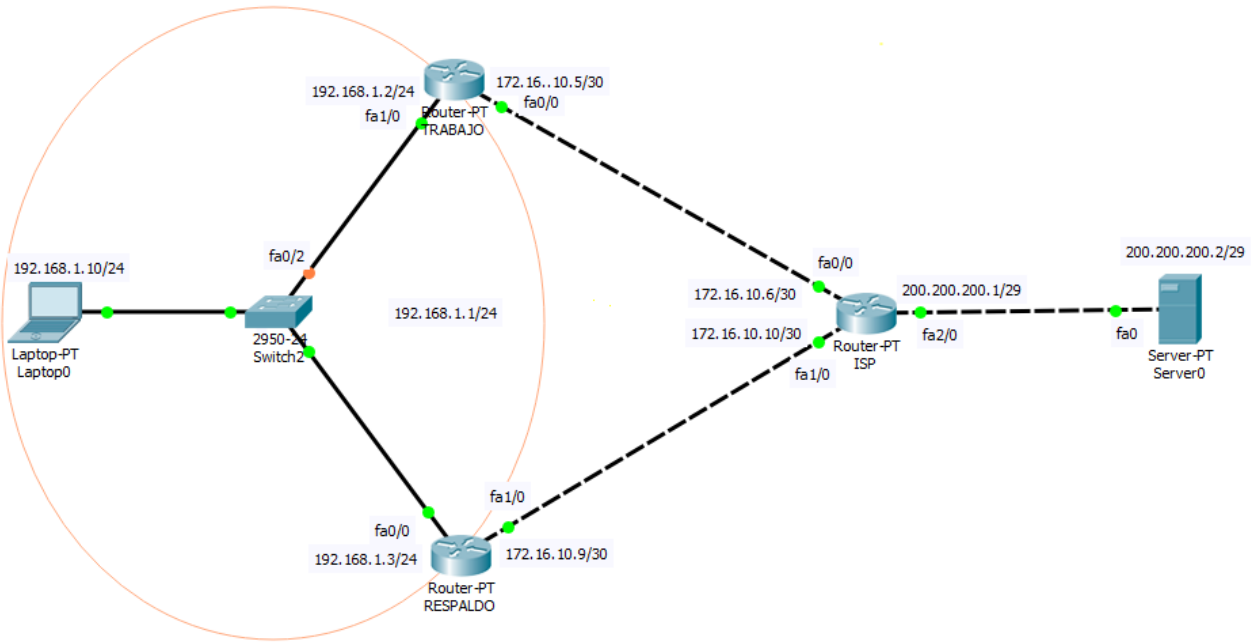 192.168.1.2/24
fa1/0
Router-PT
TRABAJO
172.16..10.5/30
fa0/0
fa0/2
192.168.1.10/24
Laptop-PT
Laptop0
2950-24
Switch2
192.168.1.1/24
fa0/0
172.16.10.6/30
172.16.10.10/30
fa1/0
Router-PT
ISP
200.200.200.1/29
fa2/0
200.200.200.2/29
fa0
Server-PT
Server0
fa0/0
192.168.1.3/24
fa1/0
172.16.10.9/30
Router-PT
RESPALDO